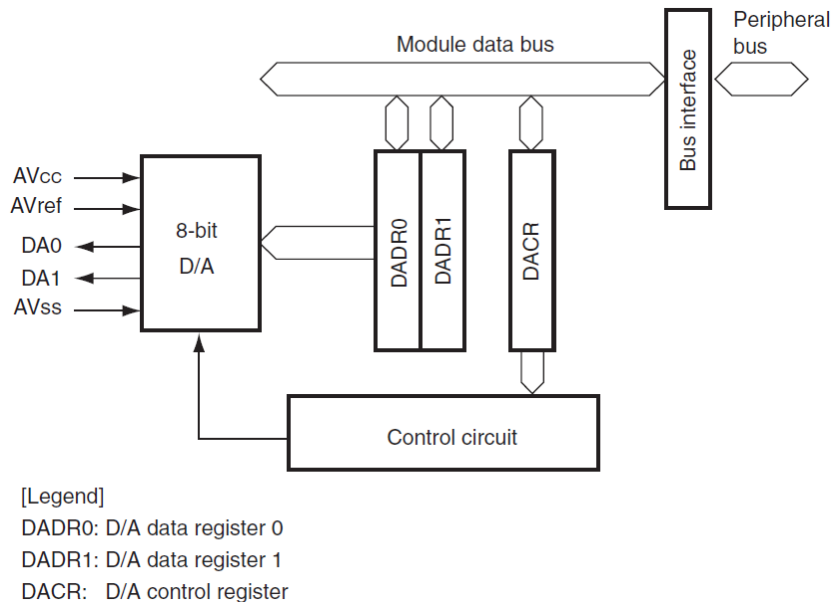 Peripheral
bus
Module data bus
Bus interface
AVcc
AVref
DA0
DA1
AVss
8-bit
D/A
DADR0
DADR1
DACR
Control circuit
[Legend]
DADR0: D/A data register 0
DADR1: D/A data register 1
DACR: D/A control register